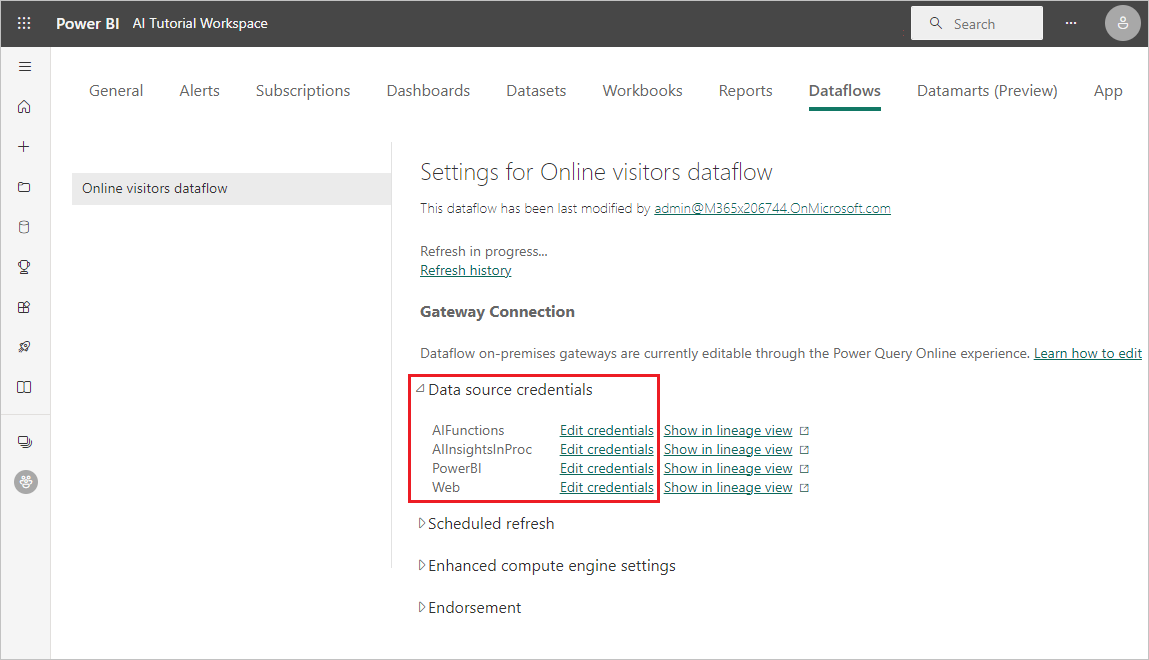 Power BI AI Tutorial Workspace Search
General Alerts Subscriptions Dashboards Datasets Workbooks Reports Dataflows Datamarts (Preview) App
Online visitors dataflow
Settings for Online visitors dataflow
This dataflow has been last modified by admin@M365x206744.OnMicrosoft.com
Refresh in progress...
Refresh history
Gateway Connection
Dataflow on-premises gateways are currently editable through the Power Query Online experience. Learn how to edit
Data source credentials
AIFunctions Edit credentials Show in lineage view
AIInsightsInProc Edit credentials Show in lineage view
PowerBI Edit credentials Show in lineage view
Web Edit credentials Show in lineage view
Scheduled refresh
Enhanced compute engine settings
Endorsement